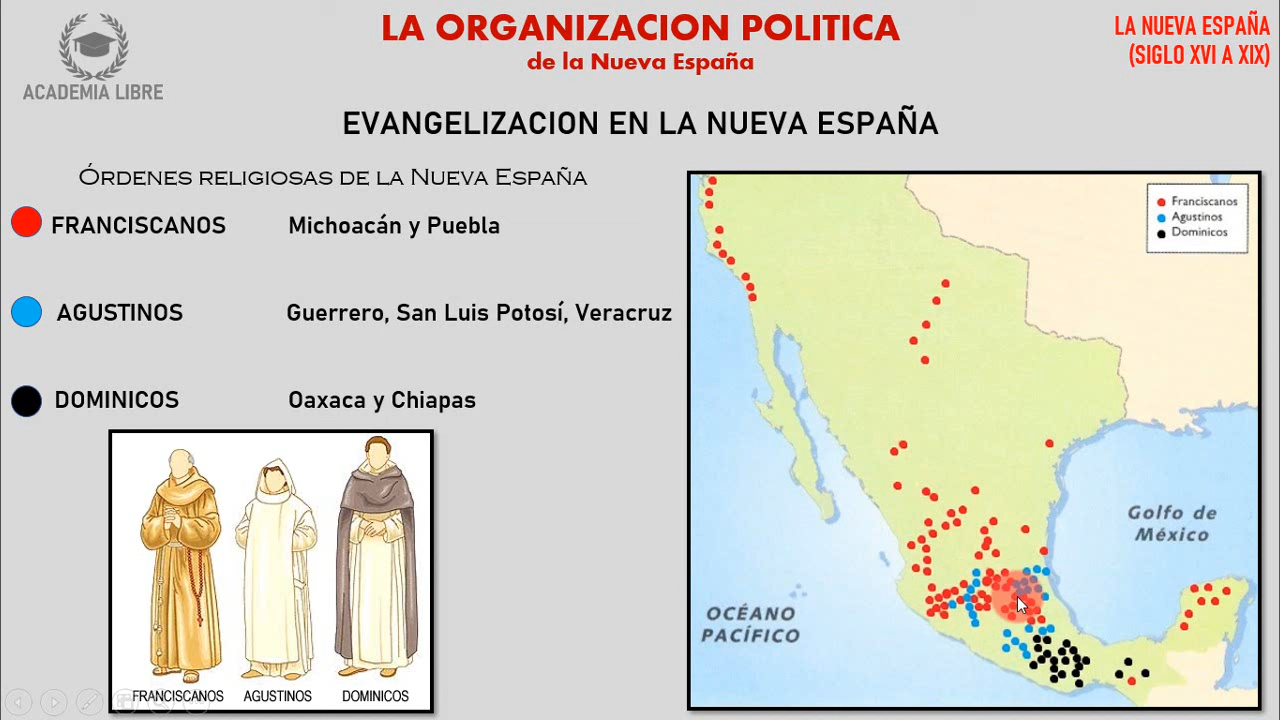 ACADEMIA LIBRE
LA ORGANIZACION POLITICA
de la Nueva España
LA NUEVA ESPAÑA
(SIGLO XVI A XIX)
EVANGELIZACION EN LA NUEVA ESPAÑA
Órdenes religiosas de la Nueva España
FRANCISCANOS Michoacán y Puebla
AGUSTINOS Guerrero, San Luis Potosí, Veracruz
DOMINICOS Oaxaca y Chiapas
FRANCISCANOS AGUSTINOS DOMINICOS
Franciscanos
Agustinos
Dominicos
Golfo de
México
OCÉANO
PACÍFICO